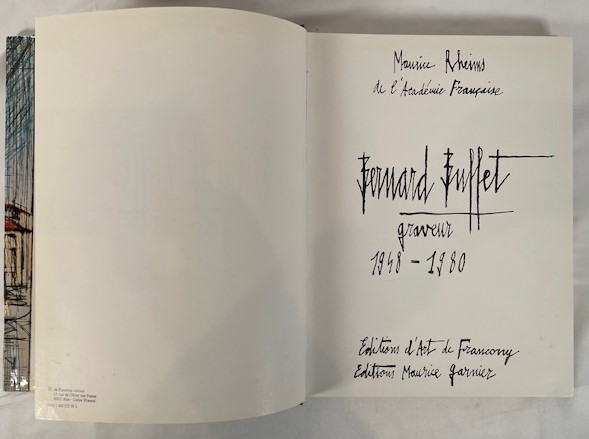 Maurice Rheims
de l'Académie Française
Bernard Buffet
graveur
1948 - 1980
Editions d'Art de Francony
Editions Maurice Garnier